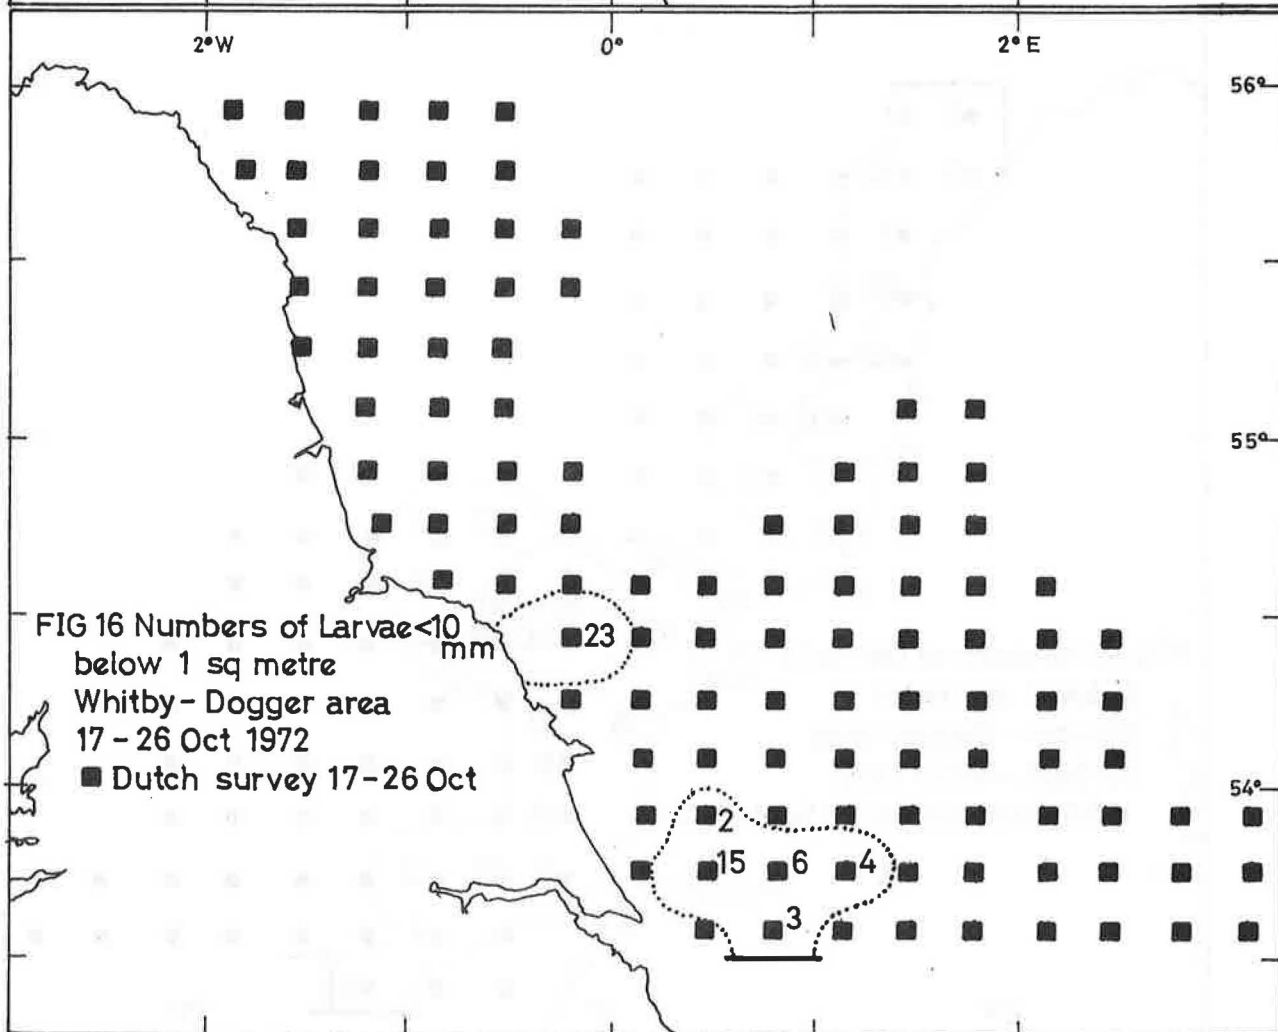 2°W 0° 2°E
56°
55°
FIG 16 Numbers of Larvae<10 mm
23
below 1 sq metre
Whitby-Dogger area
17-26 Oct 1972
■ Dutch survey 17-26 Oct
54°
2
15 6 4
3